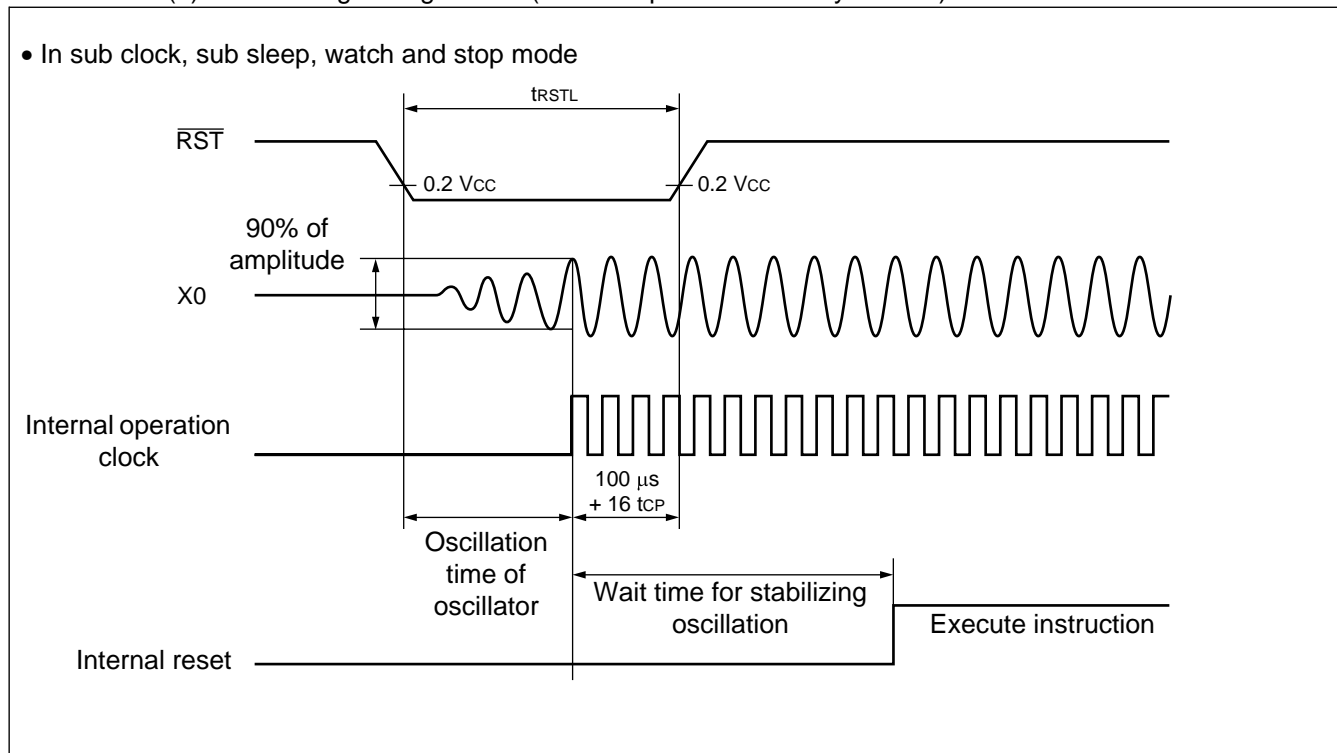 • In sub clock, sub sleep, watch and stop mode
tRSTL
RST
0.2 VCC
0.2 VCC
90% of
amplitude
X0
Internal operation
clock
100 μs
+ 16 tCP
Oscillation
time of
oscillator
Wait time for stabilizing
oscillation
Execute instruction
Internal reset